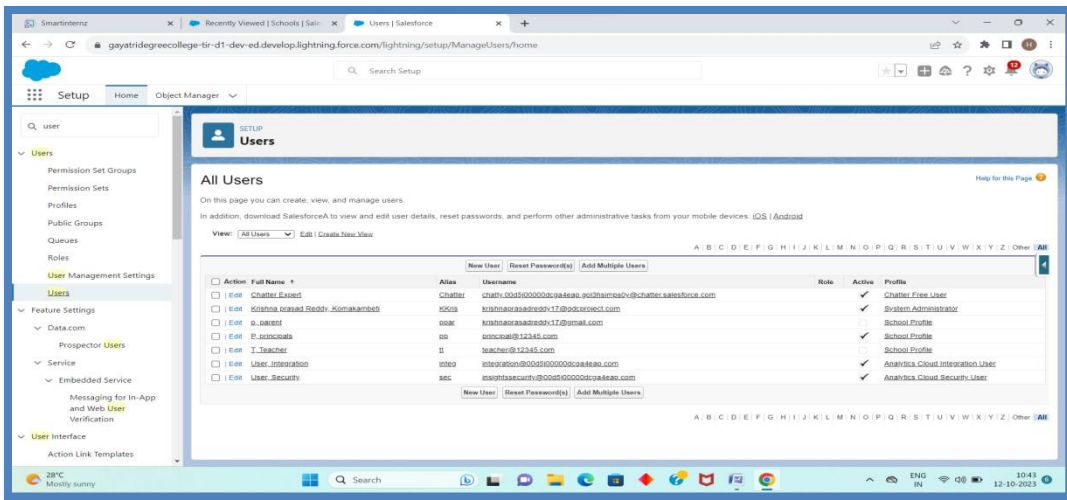 Smartinternz
Recently Viewed | Schools | Sale
Users | Salesforce
gayatridegreecollege-tir-d1-dev-ed.develop.lightning.force.com/lightning/setup/ManageUsers/home
H
Search Setup
12
Setup Home Object Manager
user
Users
Permission Set Groups
Permission Sets
Profiles
Public Groups
Queues
Roles
User Management Settings
Users
Feature Settings
Data.com
Prospector Users
Service
Embedded Service
Messaging for In-App
and Web User
Verification
User Interface
Action Link Templates
SETUP
Users
All Users
Help for this Page
On this page you can create, view, and manage users.
In addition, download SalesforceA to view and edit user details, reset passwords, and perform other administrative tasks from your mobile devices: iOS | Android
View: All Users Edit | Create New View
A | B | C | D | E | F | G | H | I | J | K | L | M | N | O | P | Q | R | S | T | U | V | W | X | Y | Z | Other | All
New User Reset Password(s) Add Multiple Users
Action Full Name Alias Username Role Active Profile
Edit Chatter Expert Chatter Chatter Free User
Edit Krishna prasad Reddy, Komakambeti System Administrator
Edit p, parent ppar krishnaprasadreddy17@gmail.com School Profile
Edit P, principals pp principal@12345.com School Profile
Edit T, Teacher tt teacher@12345.com School Profile
Edit User, Integration integ integration@00d5j00000dcga4eap.com Analytics Cloud Integration User
Edit User, Security sec insightssecurity@00d5j00000dcga4eap.com Analytics Cloud Security User
New User Reset Password(s) Add Multiple Users
A | B | C | D | E | F | G | H | I | J | K | L | M | N | O | P | Q | R | S | T | U | V | W | X | Y | Z | Other | All
28°C
Mostly sunny
Search
ENG
IN
10:43
12-10-2023